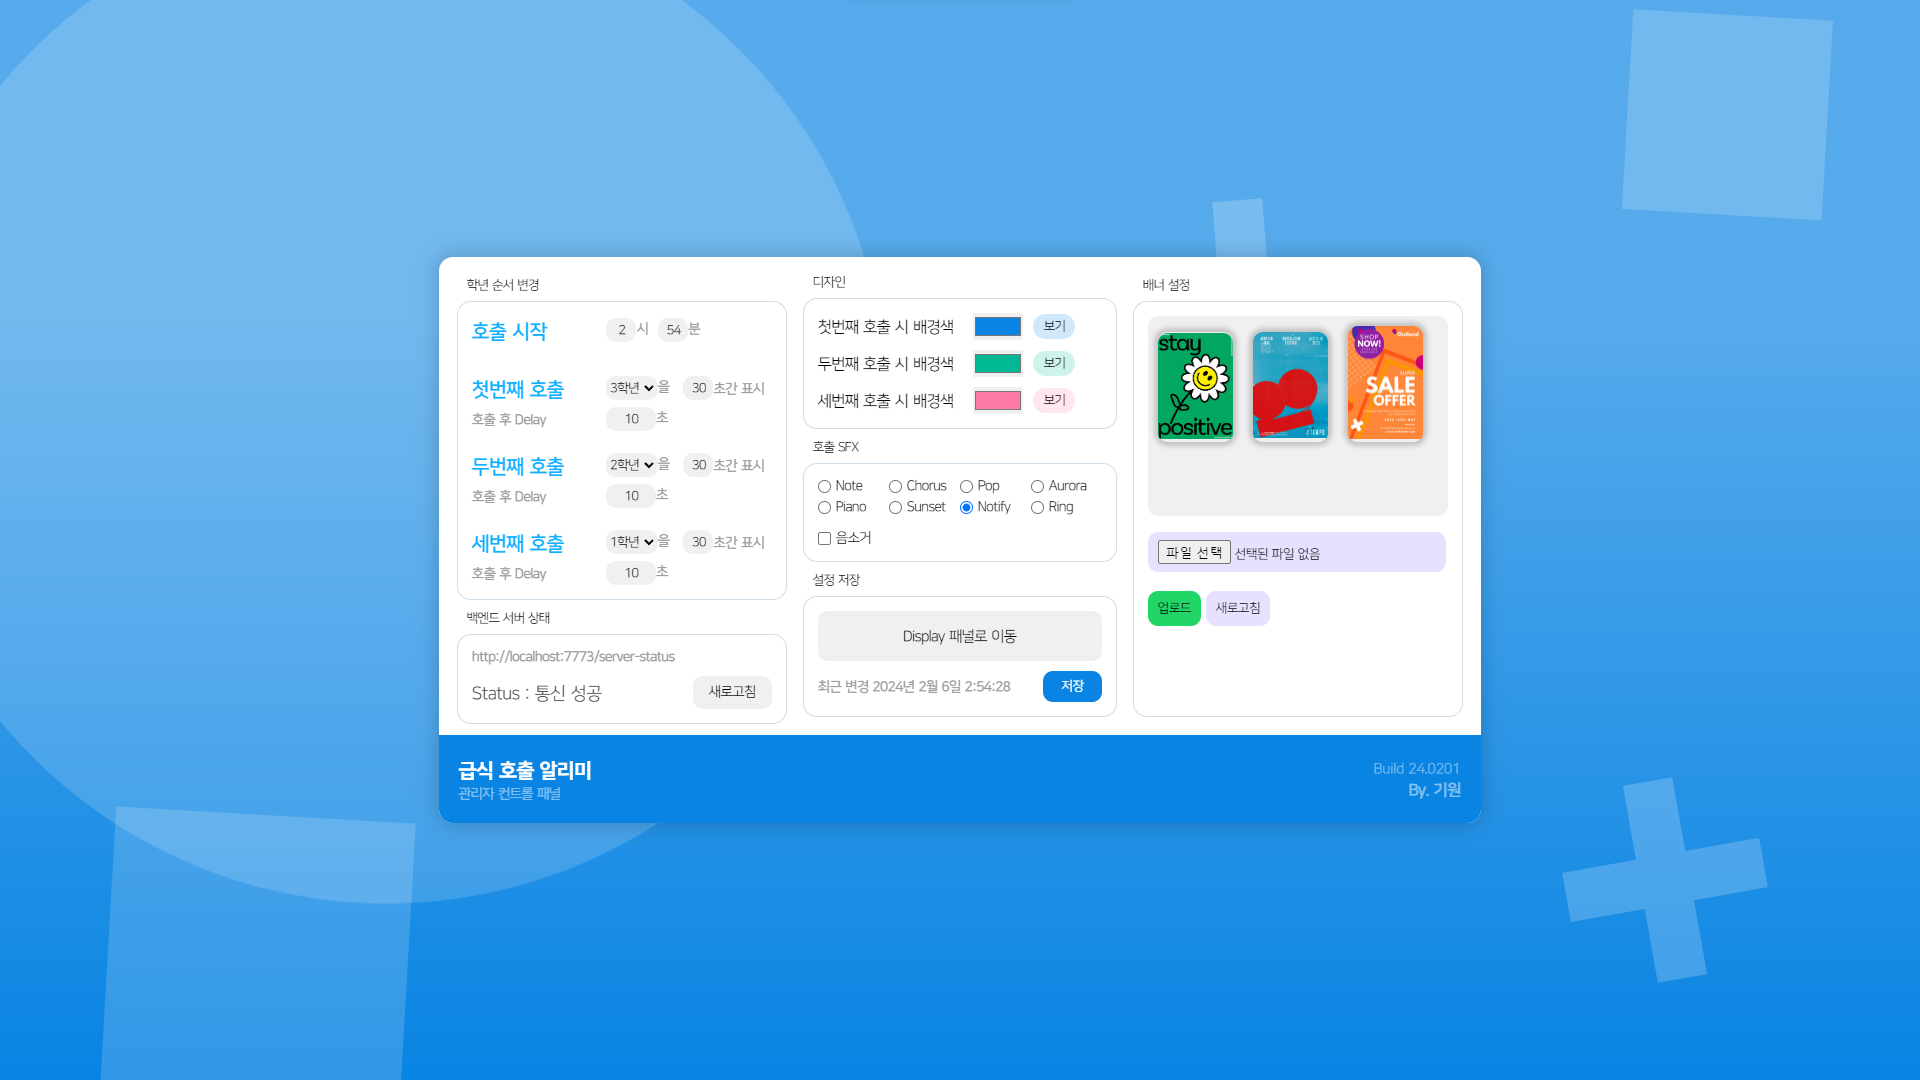 학년 순서 변경
호출 시작
2 시 54 분
첫번째 호출
3학년 을 30 초간 표시
호출 후 Delay
10 초
두번째 호출
2학년 을 30 초간 표시
호출 후 Delay
10 초
세번째 호출
1학년 을 30 초간 표시
호출 후 Delay
10 초
백엔드 서버 상태
http://localhost:7773/server-status
Status : 통신 성공
새로고침
디자인
첫번째 호출 시 배경색 보기
두번째 호출 시 배경색 보기
세번째 호출 시 배경색 보기
호출 SFX
Note Chorus Pop Aurora
Piano Sunset Notify Ring
음소거
설정 저장
Display 패널로 이동
최근 변경 2024년 2월 6일 2:54:28
저장
배너 설정
stay
positive
SHOP
NOW!
SUPER
SALE
OFFER
파일 선택 선택된 파일 없음
업로드 새로고침
급식 호출 알리미
관리자 컨트롤 패널
Build 24.0201
By. 기원